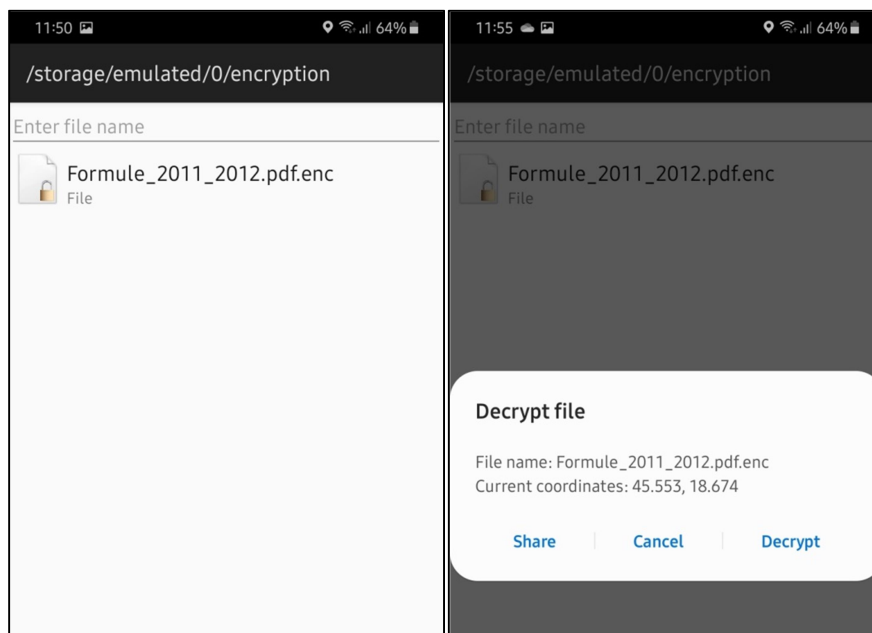 11:50 64%
/storage/emulated/0/encryption
Enter file name
Formule_2011_2012.pdf.enc
File
11:55 64%
/storage/emulated/0/encryption
Enter file name
Formule_2011_2012.pdf.enc
File
Decrypt file
File name: Formule_2011_2012.pdf.enc
Current coordinates: 45.553, 18.674
Share Cancel Decrypt